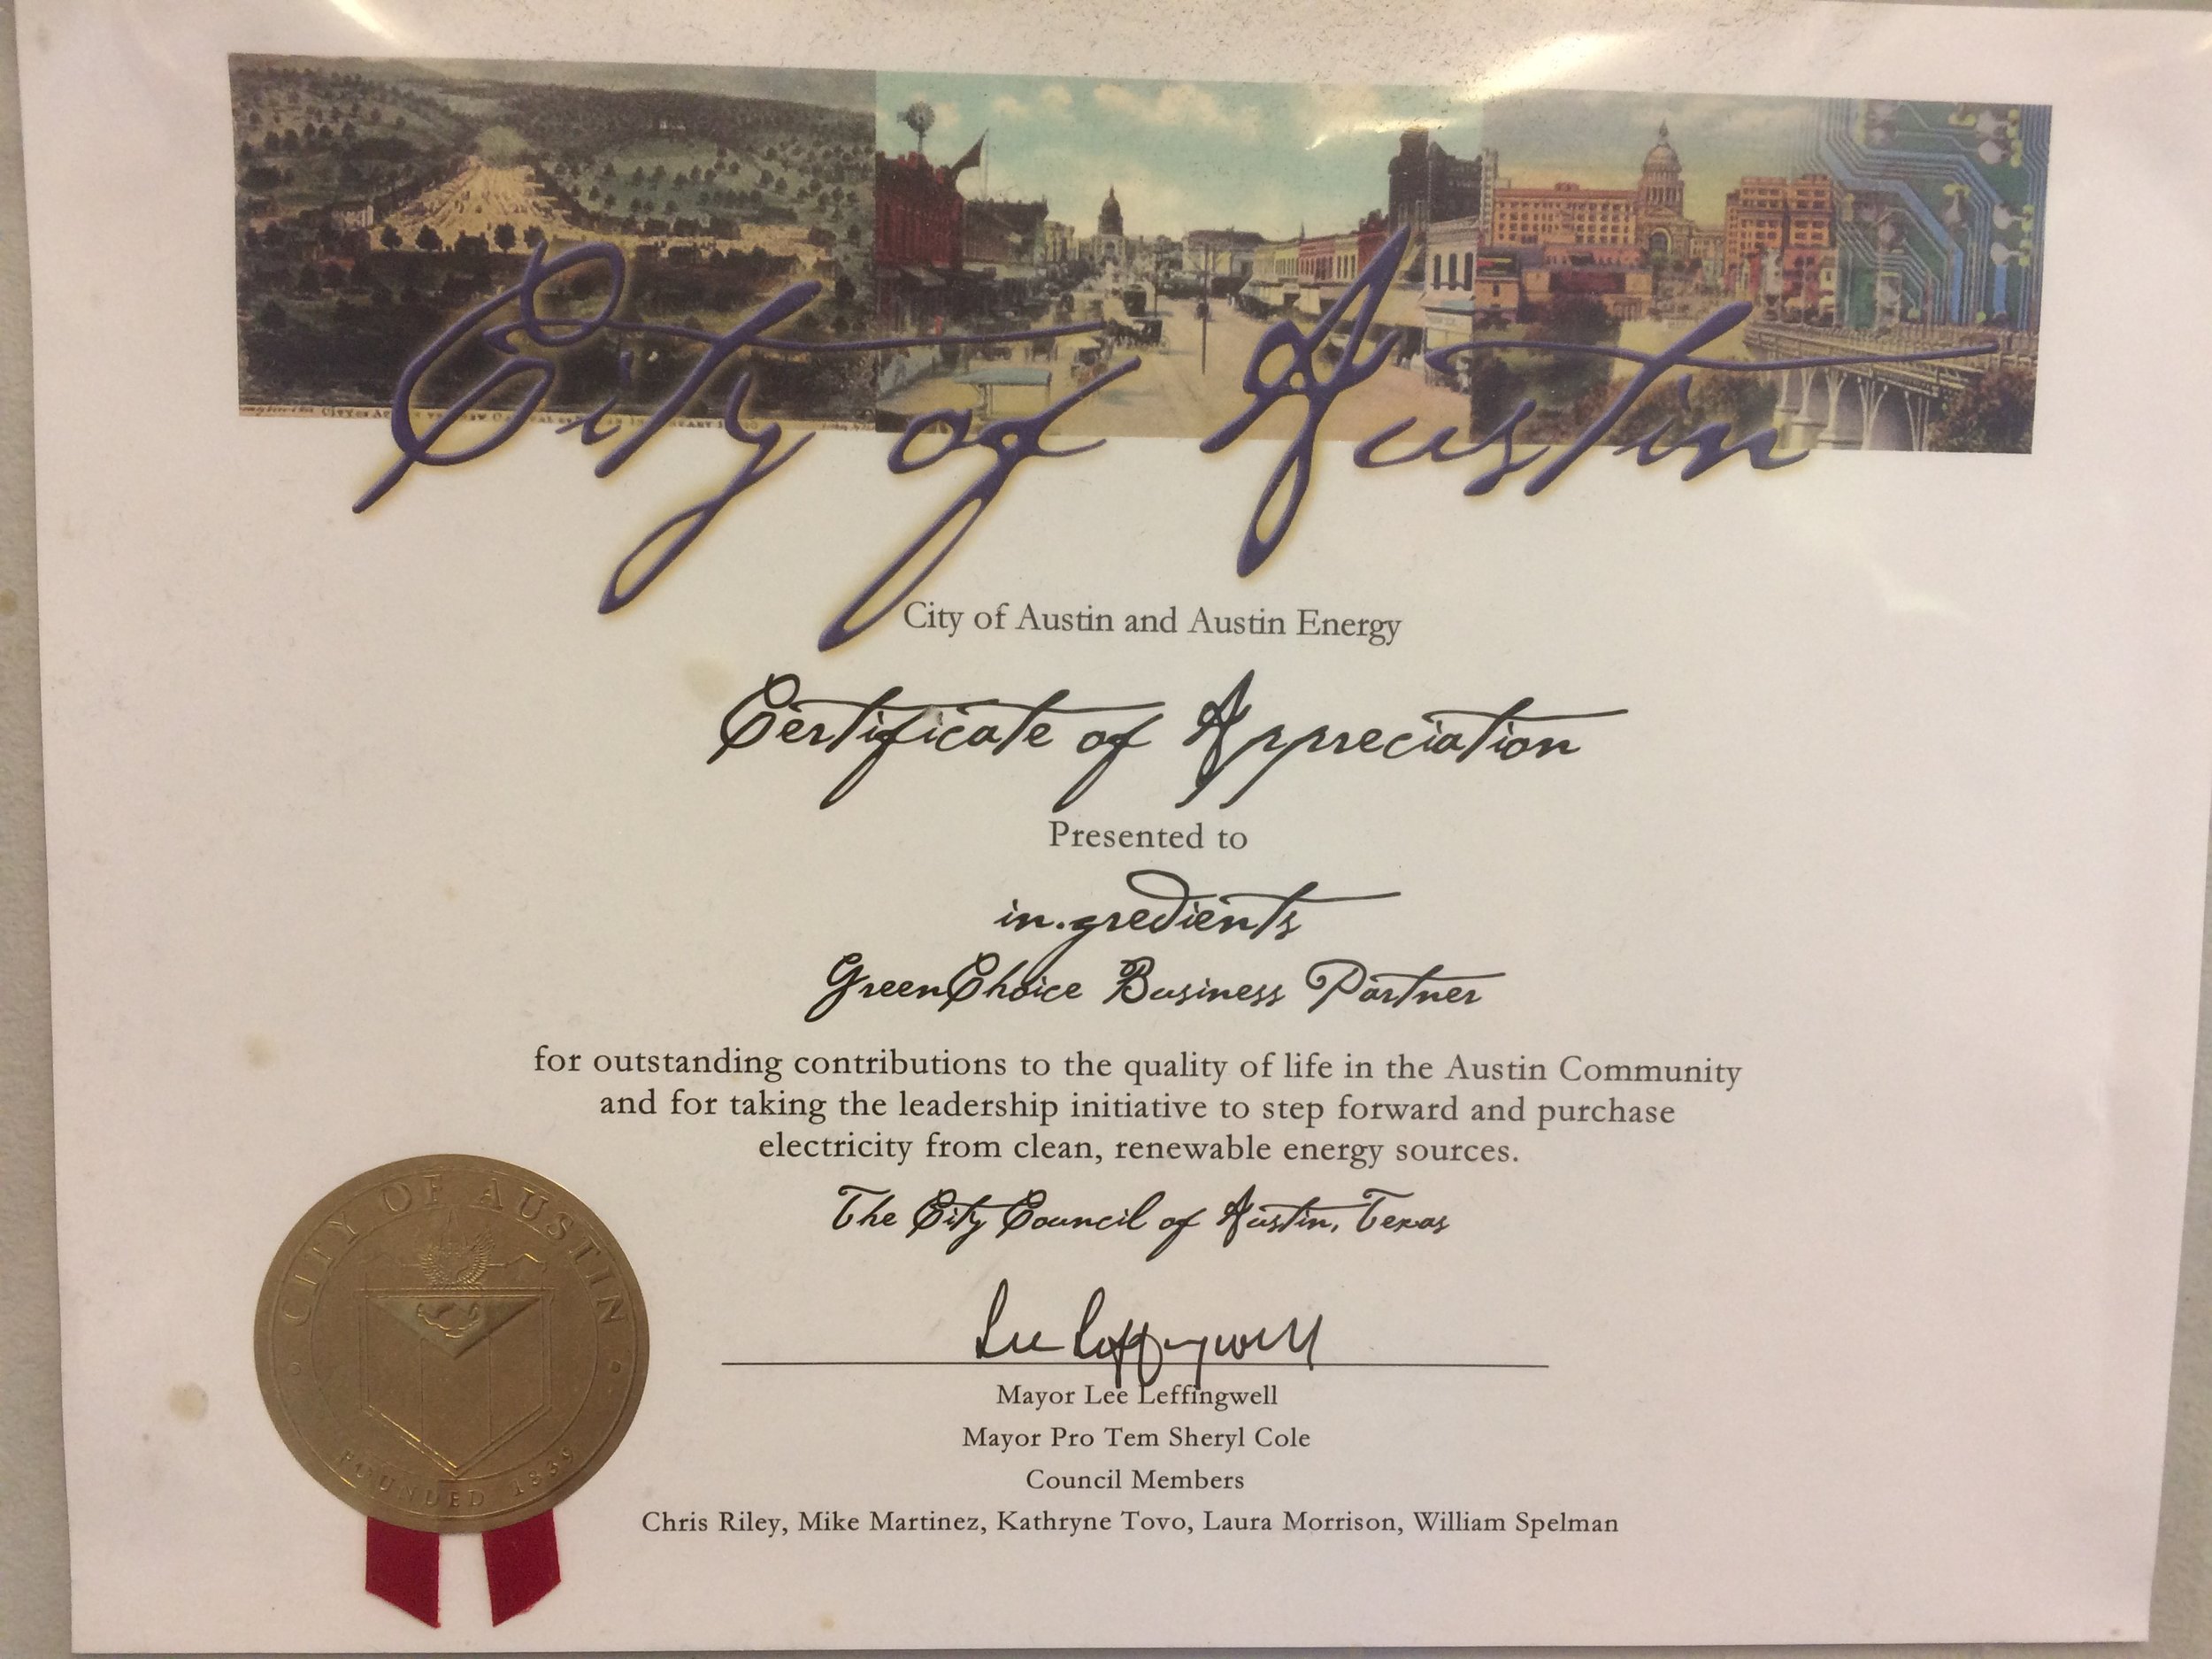 City of Austin
City of Austin and Austin Energy
Certificate of Appreciation
Presented to
in.gredients
GreenChoice Business Partner
for outstanding contributions to the quality of life in the Austin Community
and for taking the leadership initiative to step forward and purchase
electricity from clean, renewable energy sources.
The City Council of Austin, Texas
Lee Leffingwell
Mayor Lee Leffingwell
Mayor Pro Tem Sheryl Cole
Council Members
Chris Riley, Mike Martinez, Kathryne Tovo, Laura Morrison, William Spelman
CITY OF AUSTIN
FOUNDED 1839